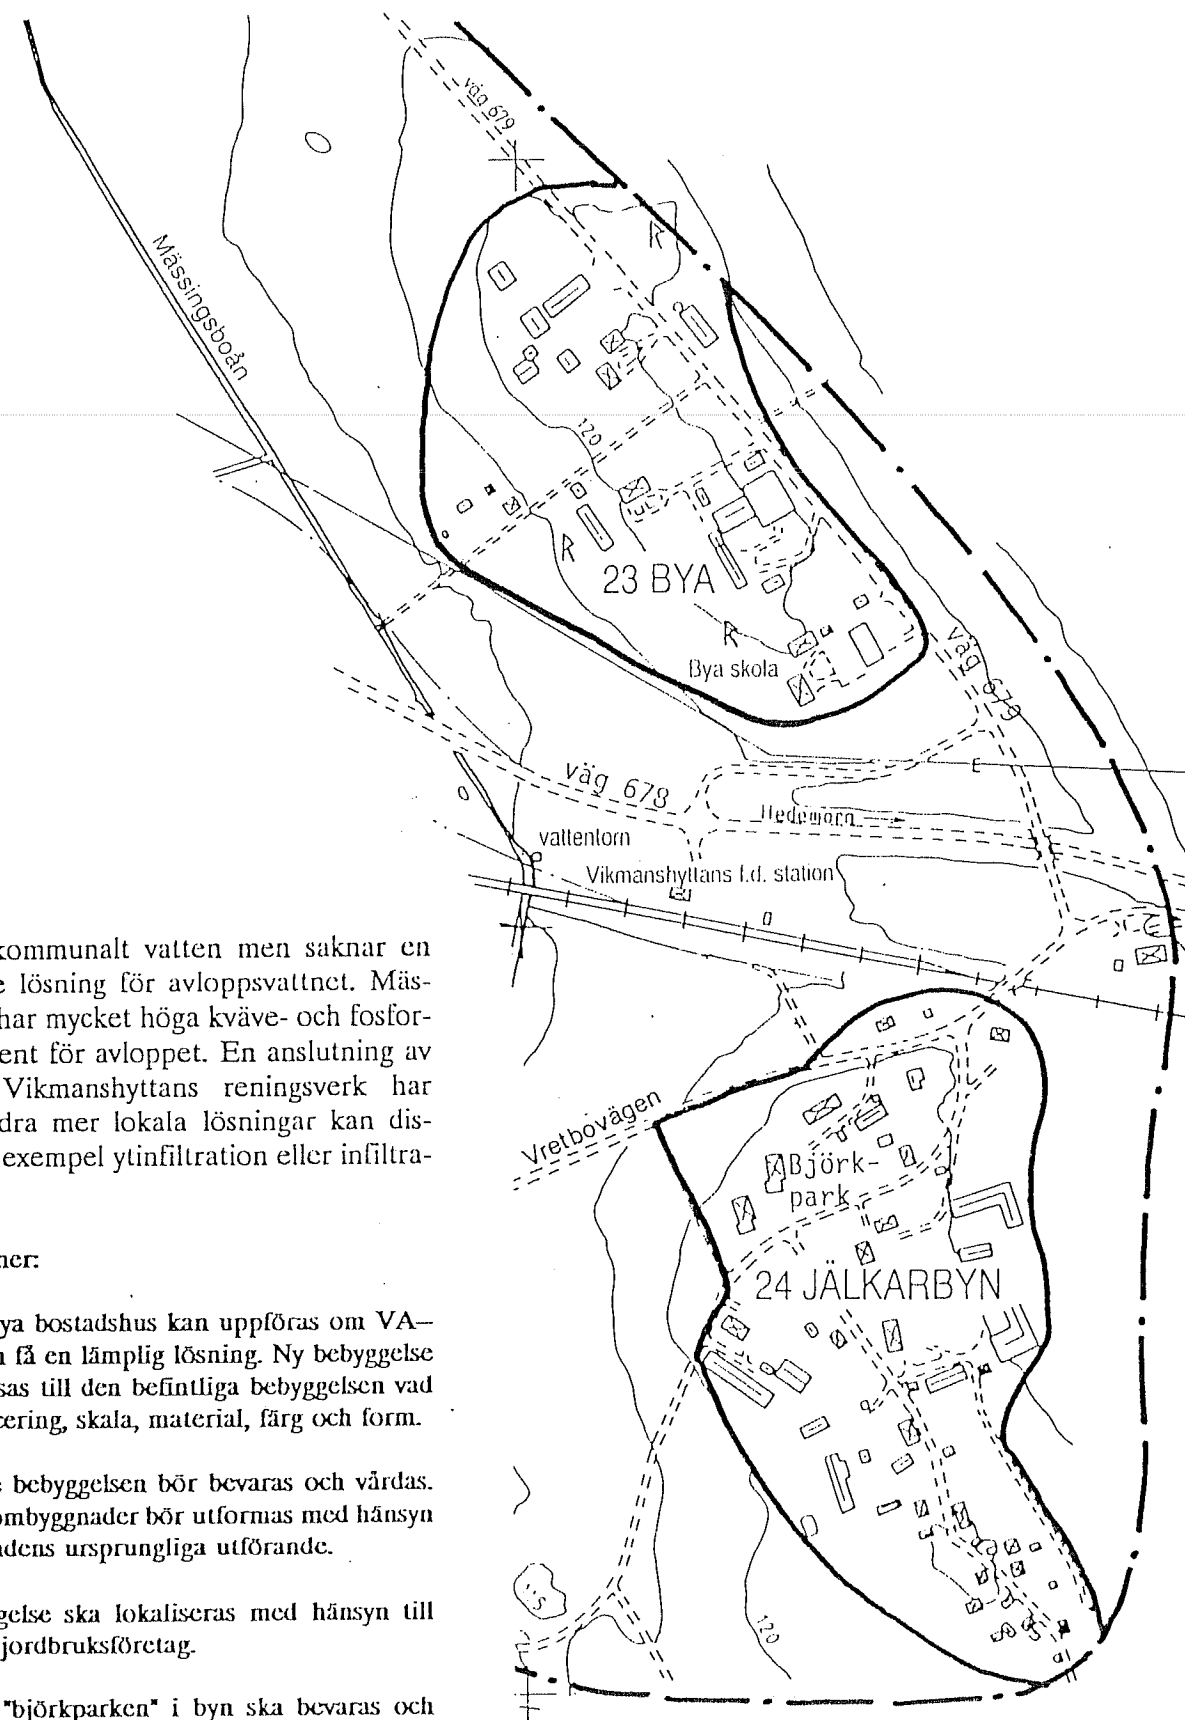 väg 679
Mässingsboån
R
120
R
23 BYA
R
Bya skola
väg 679
väg 678
Hedemora
vattentorn
Vikmanshyttans f.d. station
kommunalt vatten men saknar en
lösning för avloppsvattnet. Mäs-
har mycket höga kväve- och fosfor-
ent för avloppet. En anslutning av
Vikmanshyttans reningsverk har
dra mer lokala lösningar kan dis-
exempel ytinfiltration eller infiltra-
Vretbovägen
Björk-
park
ner:
24 JÄLKARBYN
ya bostadshus kan uppföras om VA-
n få en lämplig lösning. Ny bebyggelse
sas till den befintliga bebyggelsen vad
cering, skala, material, färg och form.
e bebyggelsen bör bevaras och vårdas.
ombyggnader bör utformas med hänsyn
adens ursprungliga utförande.
gelse ska lokaliseras med hänsyn till
jordbruksföretag.
120
"björkparken" i byn ska bevaras och